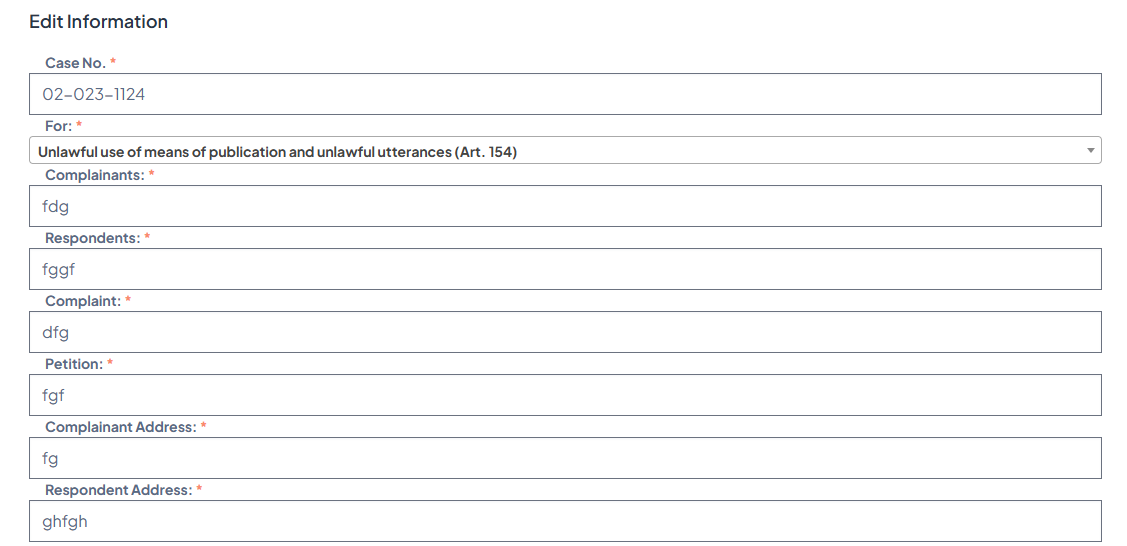 Edit Information
Case No. *
02-023-1124
For: *
Unlawful use of means of publication and unlawful utterances (Art. 154)
Complainants: *
fdg
Respondents: *
fggf
Complaint: *
dfg
Petition: *
fgf
Complainant Address: *
fg
Respondent Address: *
ghfgh